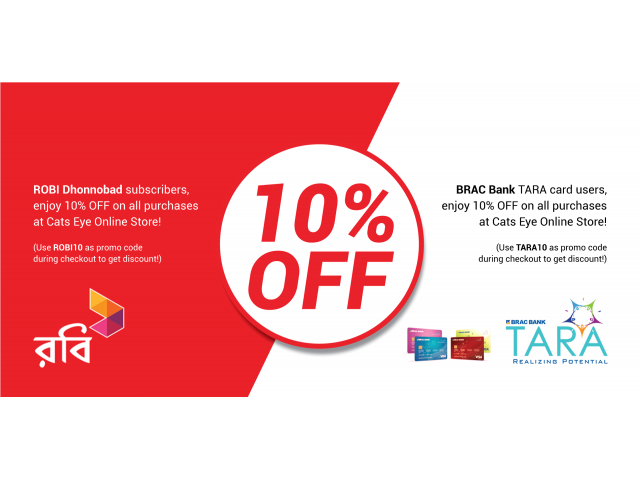 ROBI Dhonnobad subscribers,
enjoy 10% OFF on all purchases
at Cats Eye Online Store!
(Use ROBI10 as promo code
during checkout to get discount!)
রবি
10%
OFF
BRAC Bank TARA card users,
enjoy 10% OFF on all purchases
at Cats Eye Online Store!
(Use TARA10 as promo code
during checkout to get discount!)
BRAC BANK
TARA
REALIZING POTENTIAL
VISA